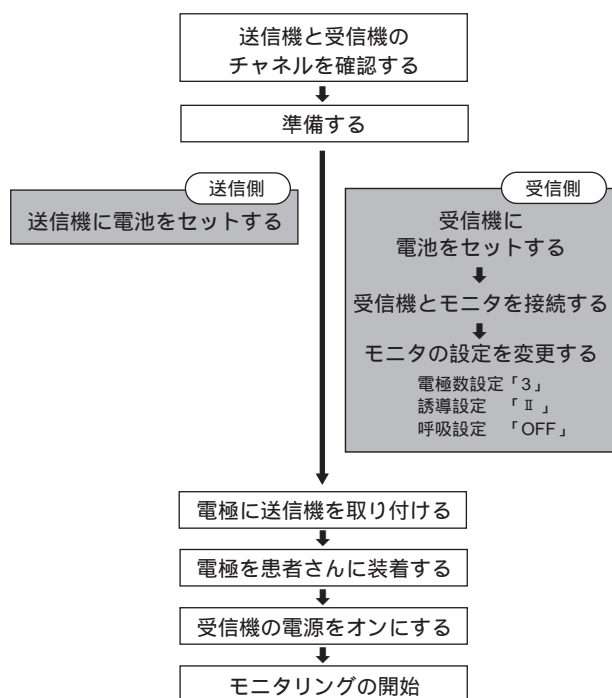 送信機と受信機の
チャネルを確認する
準備する
送信側
送信機に電池をセットする
受信側
受信機に
電池をセットする
受信機とモニタを接続する
モニタの設定を変更する
電極数設定「3」
誘導設定 「Ⅱ」
呼吸設定 「OFF」
電極に送信機を取り付ける
電極を患者さんに装着する
受信機の電源をオンにする
モニタリングの開始